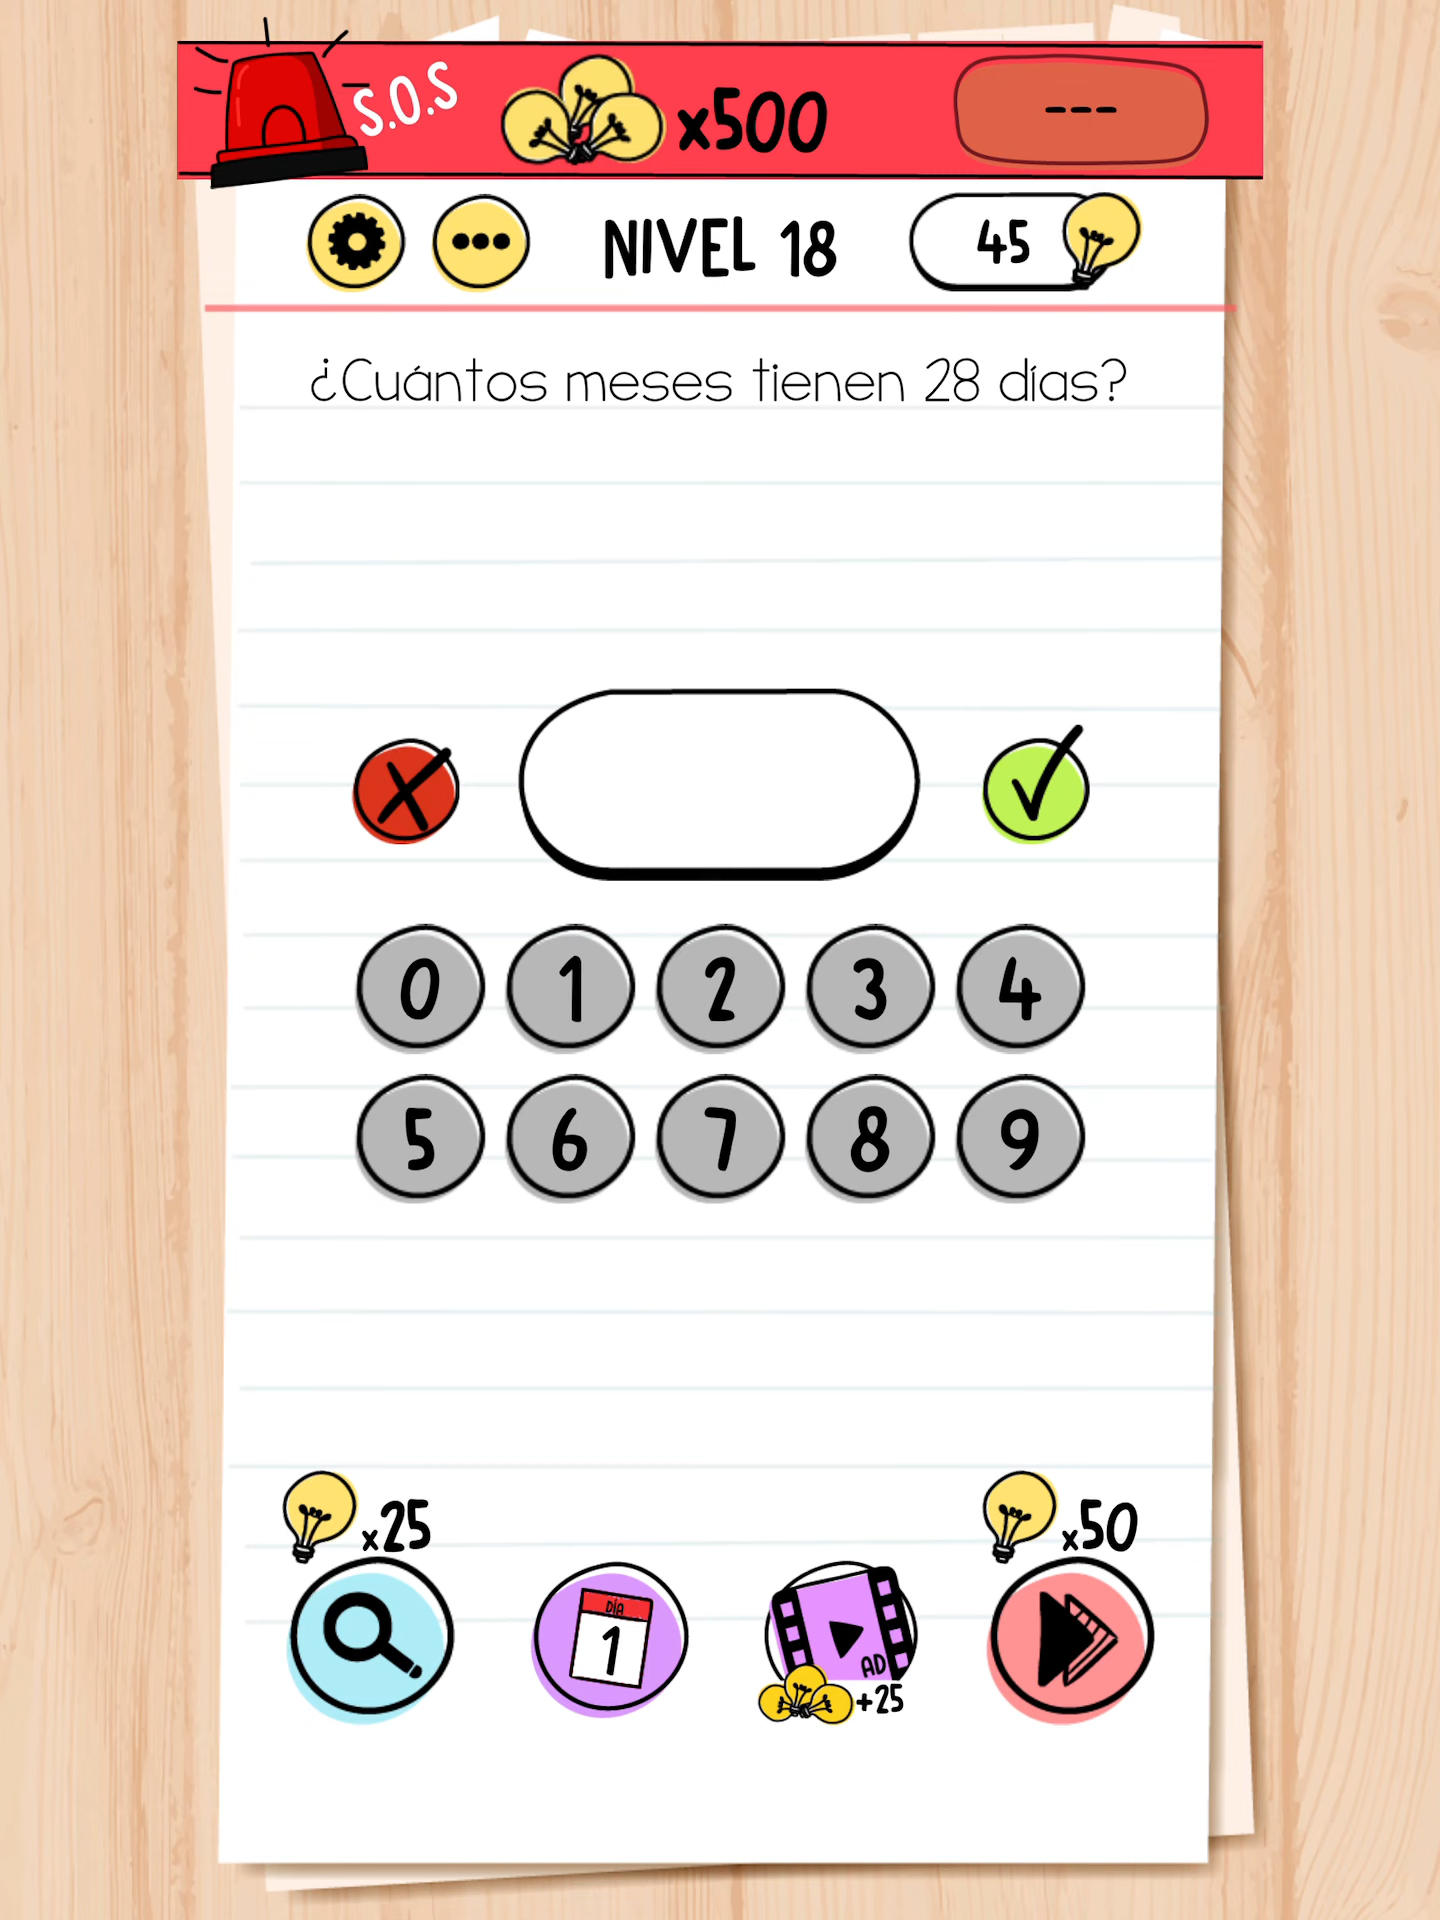 S.O.S
x500
---
NIVEL 18
45
¿Cuántos meses tienen 28 días?
0 1 2 3 4
5 6 7 8 9
x25
x50
DÍA
1
AD
+25